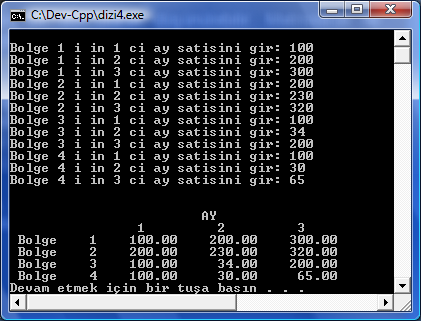 C:\Dev-Cpp\dizi4.exe
Bolge 1 i in 1 ci ay satisini gir: 100
Bolge 1 i in 2 ci ay satisini gir: 200
Bolge 1 i in 3 ci ay satisini gir: 300
Bolge 2 i in 1 ci ay satisini gir: 200
Bolge 2 i in 2 ci ay satisini gir: 230
Bolge 2 i in 3 ci ay satisini gir: 320
Bolge 3 i in 1 ci ay satisini gir: 100
Bolge 3 i in 2 ci ay satisini gir: 34
Bolge 3 i in 3 ci ay satisini gir: 200
Bolge 4 i in 1 ci ay satisini gir: 100
Bolge 4 i in 2 ci ay satisini gir: 30
Bolge 4 i in 3 ci ay satisini gir: 65
AY
1 2 3
Bolge 1 100.00 200.00 300.00
Bolge 2 200.00 230.00 320.00
Bolge 3 100.00 34.00 200.00
Bolge 4 100.00 30.00 65.00
Devam etmek için bir tuşa basın . . .